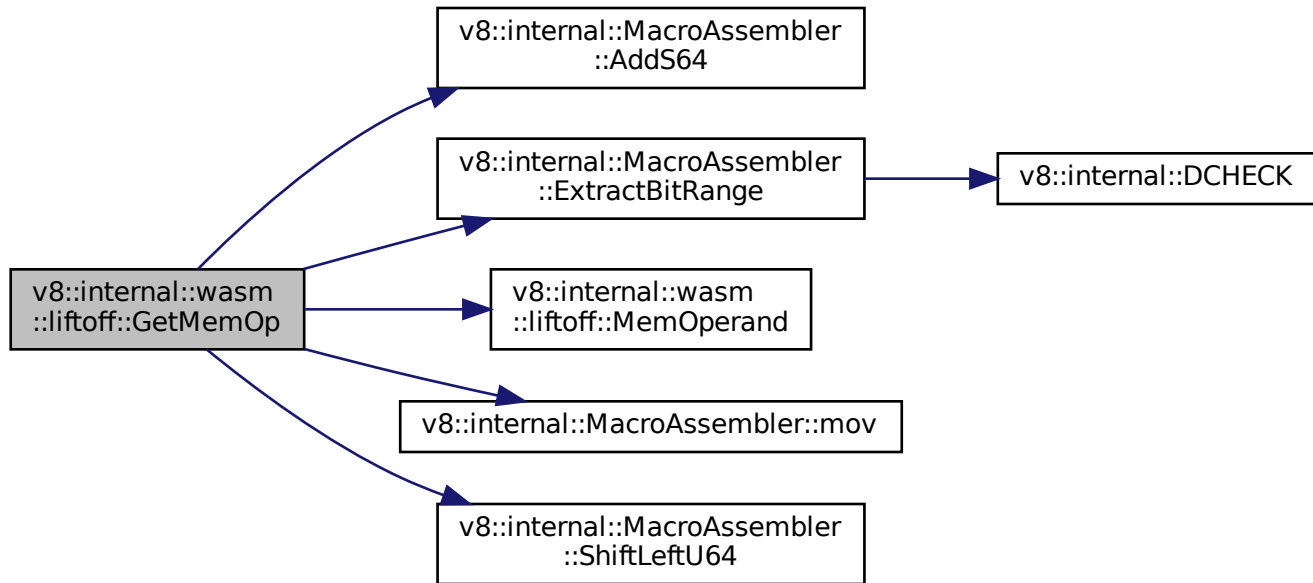 v8::internal::MacroAssembler
::AddS64
v8::internal::MacroAssembler
::ExtractBitRange
v8::internal::DCHECK
v8::internal::wasm
::liftoff::GetMemOp
v8::internal::wasm
::liftoff::MemOperand
v8::internal::MacroAssembler::mov
v8::internal::MacroAssembler
::ShiftLeftU64